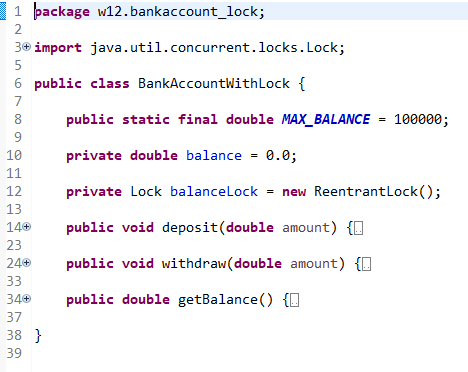 1 package w12.bankaccount_lock;
2
3 import java.util.concurrent.locks.Lock;
5
6 public class BankAccountWithLock {
7
8     public static final double MAX_BALANCE = 100000;
9
10     private double balance = 0.0;
11
12     private Lock balanceLock = new ReentrantLock();
13
14     public void deposit(double amount) {
23
24     public void withdraw(double amount) {
33
34     public double getBalance() {
37
38 }
39